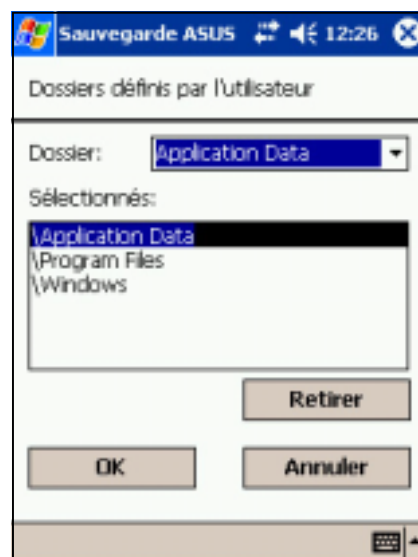 Sauvegarde ASUS 12:26
Dossiers définis par l'utilisateur
Dossier: Application Data
Sélectionnés:
\Application Data
\Program Files
\Windows
Retirer
OK Annuler